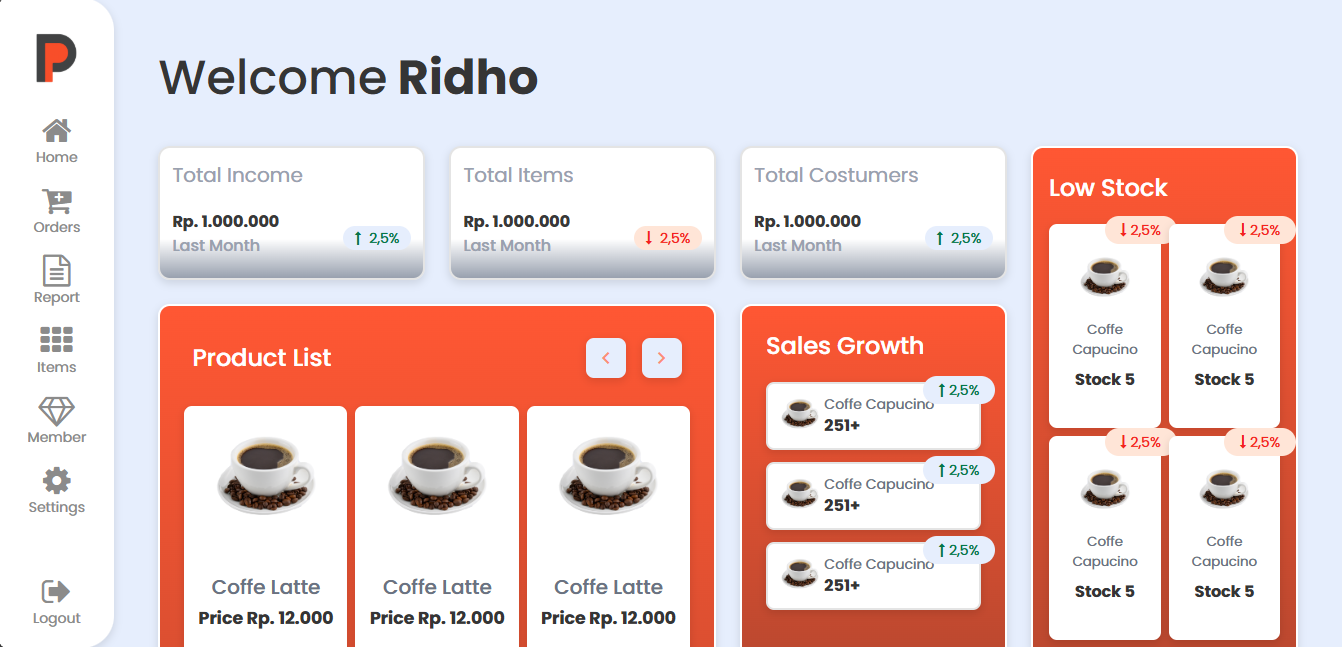 Home
Orders
Report
Items
Member
Settings
Logout
Welcome Ridho
Total Income
Rp. 1.000.000
Last Month
2,5%
Total Items
Rp. 1.000.000
Last Month
2,5%
Total Costumers
Rp. 1.000.000
Last Month
2,5%
Product List
Coffe Latte
Price Rp. 12.000
Coffe Latte
Price Rp. 12.000
Coffe Latte
Price Rp. 12.000
Sales Growth
2,5%
Coffe Capucino
251+
2,5%
Coffe Capucino
251+
2,5%
Coffe Capucino
251+
Low Stock
2,5%
Coffe
Capucino
Stock 5
2,5%
Coffe
Capucino
Stock 5
2,5%
Coffe
Capucino
Stock 5
2,5%
Coffe
Capucino
Stock 5